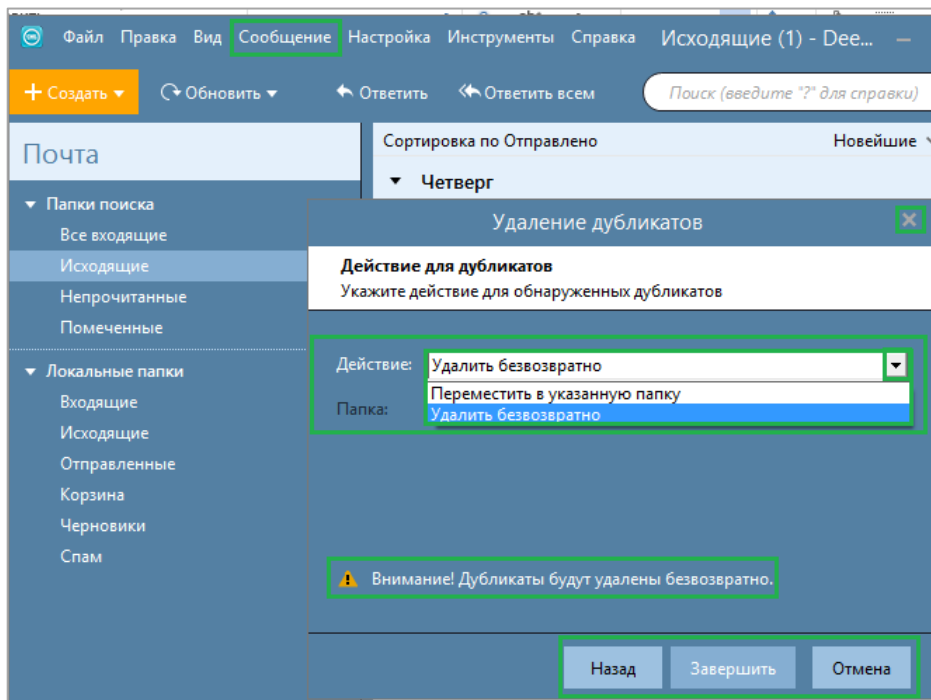 Файл Правка Вид Сообщение Настройка Инструменты Справка Исходящие (1) - Dee...
Создать Обновить Ответить Ответить всем Поиск (введите "?" для справки)
Почта
Сортировка по Отправлено Новейшие
Четверг
Папки поиска
Все входящие
Исходящие
Непрочитанные
Помеченные
Локальные папки
Входящие
Исходящие
Отправленные
Корзина
Черновики
Спам
Удаление дубликатов
Действие для дубликатов
Укажите действие для обнаруженных дубликатов
Действие: Удалить безвозвратно
Переместить в указанную папку
Папка: Удалить безвозвратно
Внимание! Дубликаты будут удалены безвозвратно.
Назад Завершить Отмена